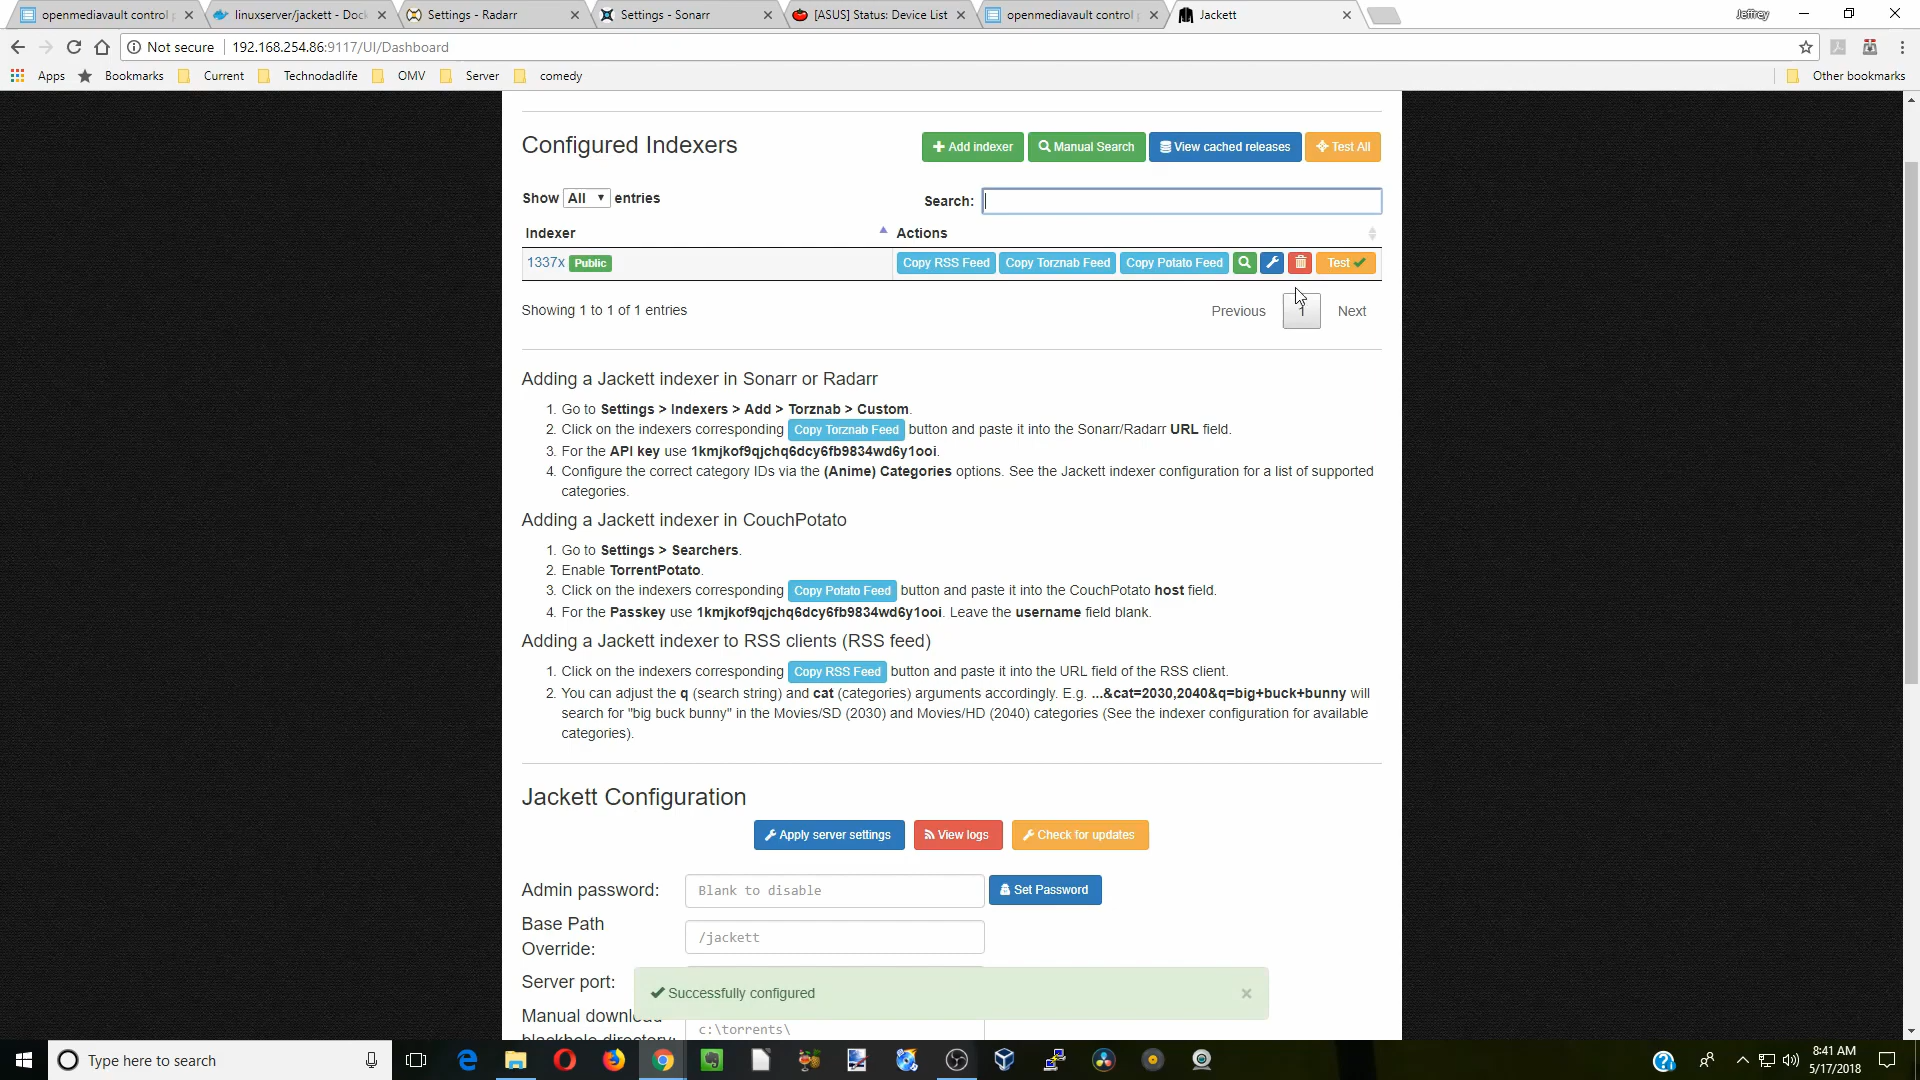 openmediavault control p
linuxserver/jackett - Dock
Settings - Radarr
Settings - Sonarr
[ASUS] Status: Device List
openmediavault control p
Jackett
Jeffrey
Not secure
192.168.254.86:9117/UI/Dashboard
Apps
Bookmarks
Current
Technodadlife
OMV
Server
comedy
Other bookmarks
Configured Indexers
Add indexer
Manual Search
View cached releases
Test All
Show All entries
Search:
Indexer
Actions
1337x Public
Copy RSS Feed
Copy Torznab Feed
Copy Potato Feed
Test
Showing 1 to 1 of 1 entries
Previous
1
Next
Adding a Jackett indexer in Sonarr or Radarr
1. Go to Settings > Indexers > Add > Torznab > Custom.
2. Click on the indexers corresponding Copy Torznab Feed button and paste it into the Sonarr/Radarr URL field.
3. For the API key use 1kmjkof9qjchq6dcy6fb9834wd6y1ooi.
4. Configure the correct category IDs via the (Anime) Categories options. See the Jackett indexer configuration for a list of supported
categories.
Adding a Jackett indexer in CouchPotato
1. Go to Settings > Searchers.
2. Enable TorrentPotato.
3. Click on the indexers corresponding Copy Potato Feed button and paste it into the CouchPotato host field.
4. For the Passkey use 1kmjkof9qjchq6dcy6fb9834wd6y1ooi. Leave the username field blank.
Adding a Jackett indexer to RSS clients (RSS feed)
1. Click on the indexers corresponding Copy RSS Feed button and paste it into the URL field of the RSS client.
2. You can adjust the q (search string) and cat (categories) arguments accordingly. E.g. ...&cat=2030,2040&q=big+buck+bunny will
search for "big buck bunny" in the Movies/SD (2030) and Movies/HD (2040) categories (See the indexer configuration for available
categories).
Jackett Configuration
Apply server settings
View logs
Check for updates
Admin password:
Blank to disable
Set Password
Base Path
Override:
/jackett
Server port:
Successfully configured
×
Manual download
blackhole directory:
c:\torrents\
Type here to search
8:41 AM
5/17/2018